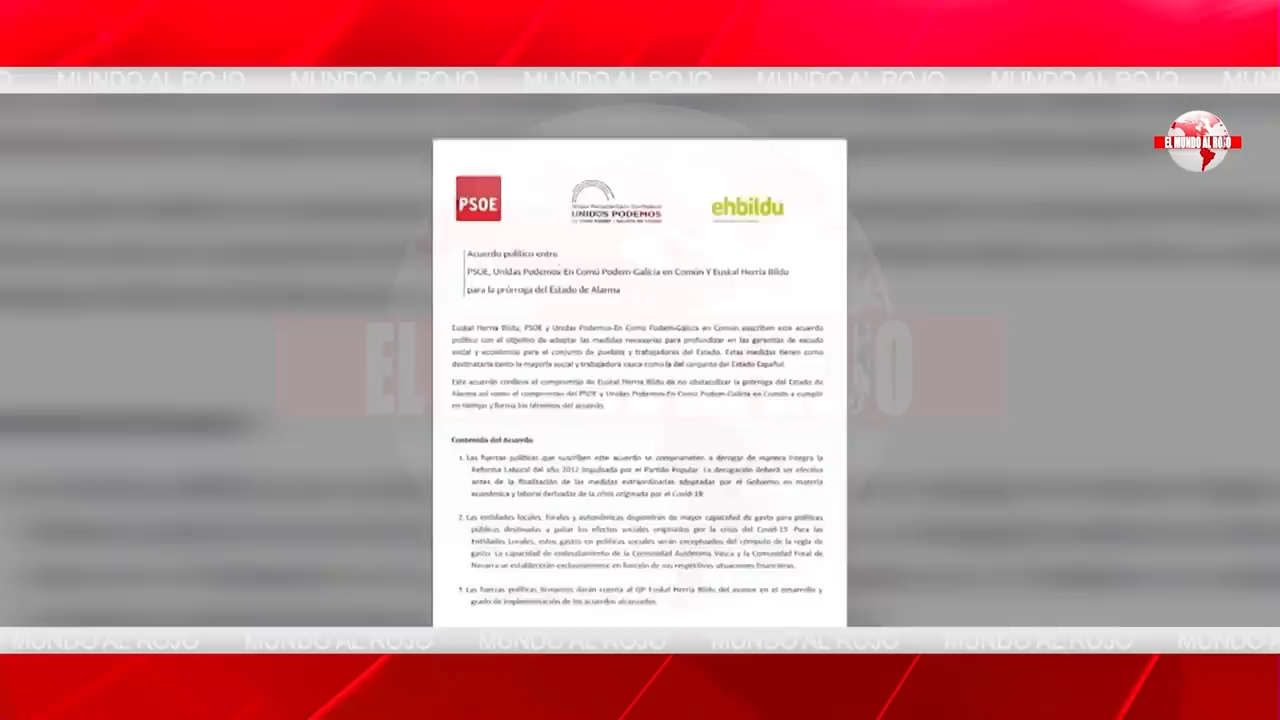 MUNDO AL ROJO MUNDO AL ROJO MUNDO AL ROJO MUNDO AL ROJO MUNDO AL ROJO MUN
EL MUNDO AL ROJO
PSOE
UNIDOS PODEMOS
ehbildu
Acuerdo político entre
PSOE, Unidas Podemos-En Comú Podem-Galicia en Común Y Euskal Herria Bildu
para la prórroga del Estado de Alarma
Euskal Herria Bildu, PSOE y Unidas Podemos-En Comú Podem-Galicia en Común suscriben este acuerdo
político con el objetivo de adoptar las medidas necesarias para profundizar en las garantías de escudo
social y económico para el conjunto de pueblos y trabajadores del Estado. Estas medidas tienen como
destinataria tanto la mayoría social y trabajadora vasca como la del conjunto del Estado Español.
Este acuerdo conlleva el compromiso de Euskal Herria Bildu de no obstaculizar la prórroga del Estado de
Alarma así como el compromiso del PSOE y Unidas Podemos-En Comú Podem-Galicia en Común a cumplir
en tiempo y forma los términos del acuerdo.
Contenido del Acuerdo
1. Las fuerzas políticas que suscriben este acuerdo se comprometen a derogar de manera íntegra la
Reforma Laboral del año 2012 impulsada por el Partido Popular. La derogación deberá ser efectiva
antes de la finalización de las medidas extraordinarias adoptadas por el Gobierno en materia
económica y laboral derivadas de la crisis originada por el Covid-19
2. Las entidades locales, forales y autonómicas dispondrán de mayor capacidad de gasto para políticas
públicas destinadas a paliar los efectos sociales originados por la crisis del Covid-19. Para las
Entidades Locales, estos gastos en políticas sociales serán exceptuados del cómputo de la regla de
gasto. La capacidad de endeudamiento de la Comunidad Autónoma Vasca y la Comunidad Foral de
Navarra se establecerán exclusivamente en función de sus respectivas situaciones financieras.
Las fuerzas políticas firmantes darán cuenta al GP Euskal Herria Bildu del avance en el desarrollo y
grado de implementación de los acuerdos alcanzados.
MUNDO AL ROJO MUNDO AL ROJO MUNDO AL ROJO MUNDO AL ROJO MUNDO AL ROJO MUNDO A